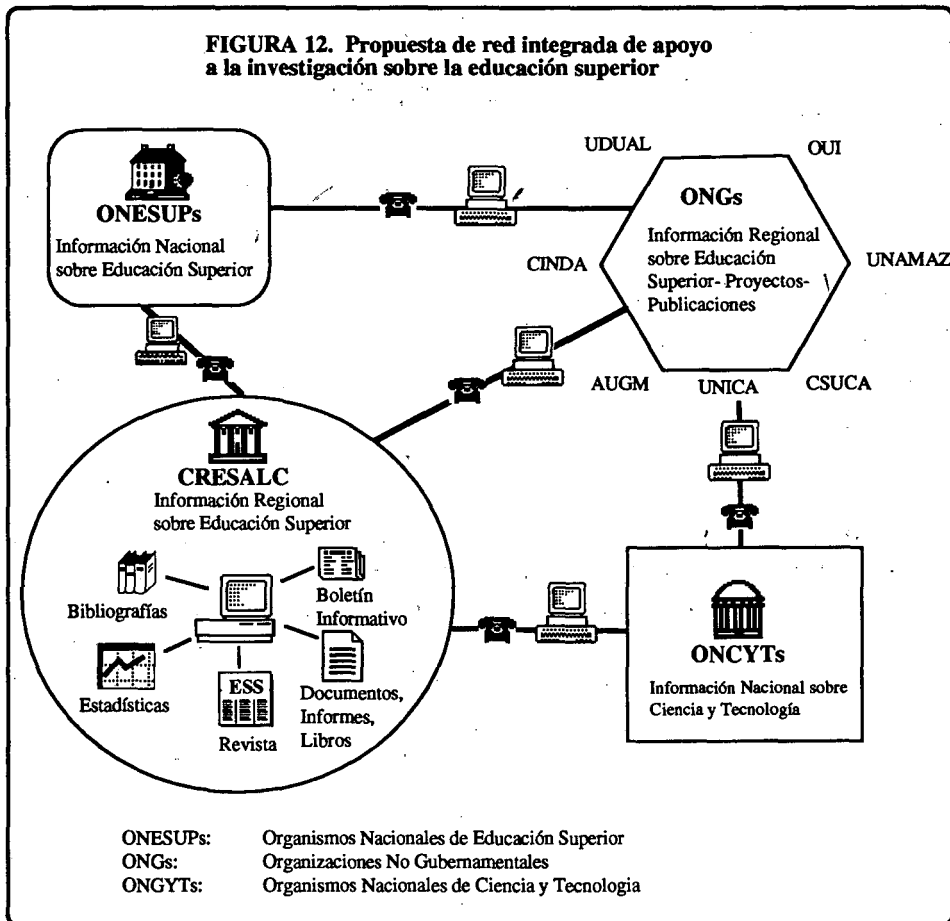 FIGURA 12. Propuesta de red integrada de apoyo
a la investigación sobre la educación superior
UDUAL
OUI
ONESUPs
Información Nacional
sobre Educación Superior
ONGs
Información Regional
sobre Educación
Superior- Proyectos-
Publicaciones
CINDA
UNAMAZ
AUGM
UNICA
CSUCA
CRESALC
Información Regional
sobre Educación Superior
Bibliografías
Boletín
Informativo
Estadísticas
ESS
Revista
Documentos,
Informes,
Libros
ONCYTs
Información Nacional sobre
Ciencia y Tecnología
ONESUPs: Organismos Nacionales de Educación Superior
ONGs: Organizaciones No Gubernamentales
ONGYTs: Organismos Nacionales de Ciencia y Tecnologia